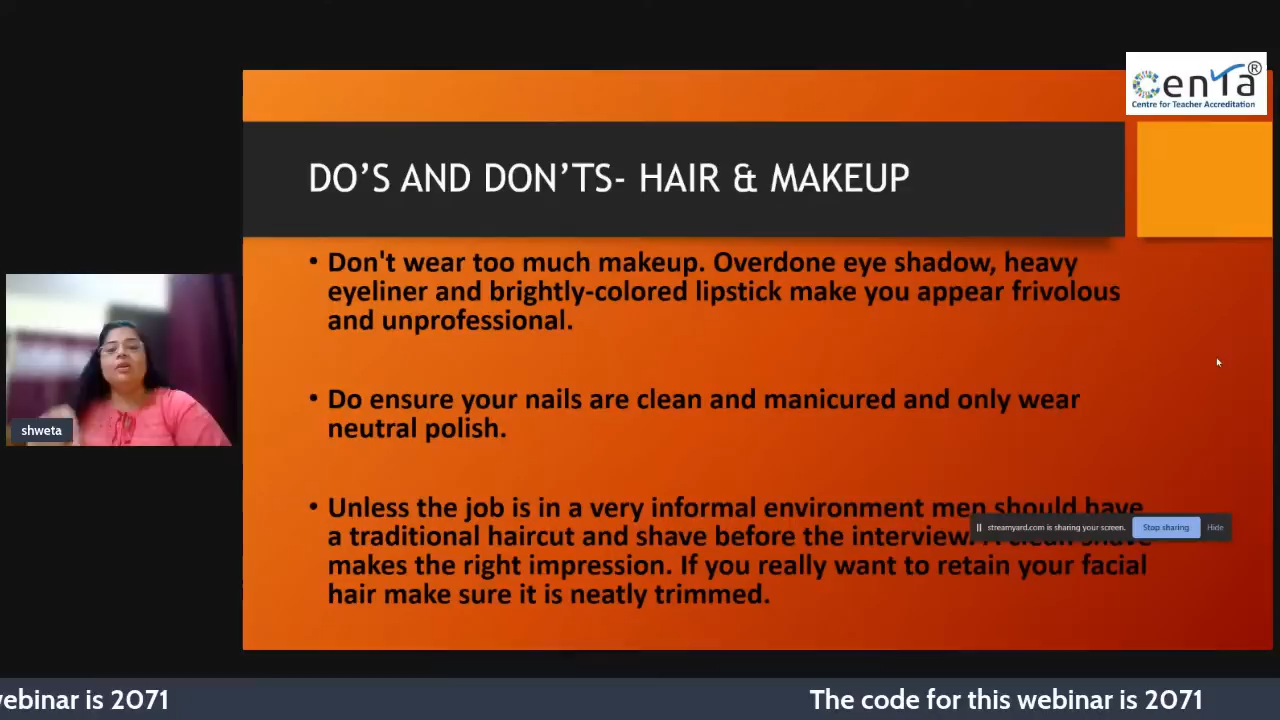 Centa®
Centre for Teacher Accreditation
DO’S AND DON’TS- HAIR & MAKEUP
• Don't wear too much makeup. Overdone eye shadow, heavy
eyeliner and brightly-colored lipstick make you appear frivolous
and unprofessional.
• Do ensure your nails are clean and manicured and only wear
neutral polish.
• Unless the job is in a very informal environment men should have
a traditional haircut and shave before the interview. A clean shave
makes the right impression. If you really want to retain your facial
hair make sure it is neatly trimmed.
streamyard.com is sharing your screen. Stop sharing Hide
shweta
webinar is 2071 The code for this webinar is 2071